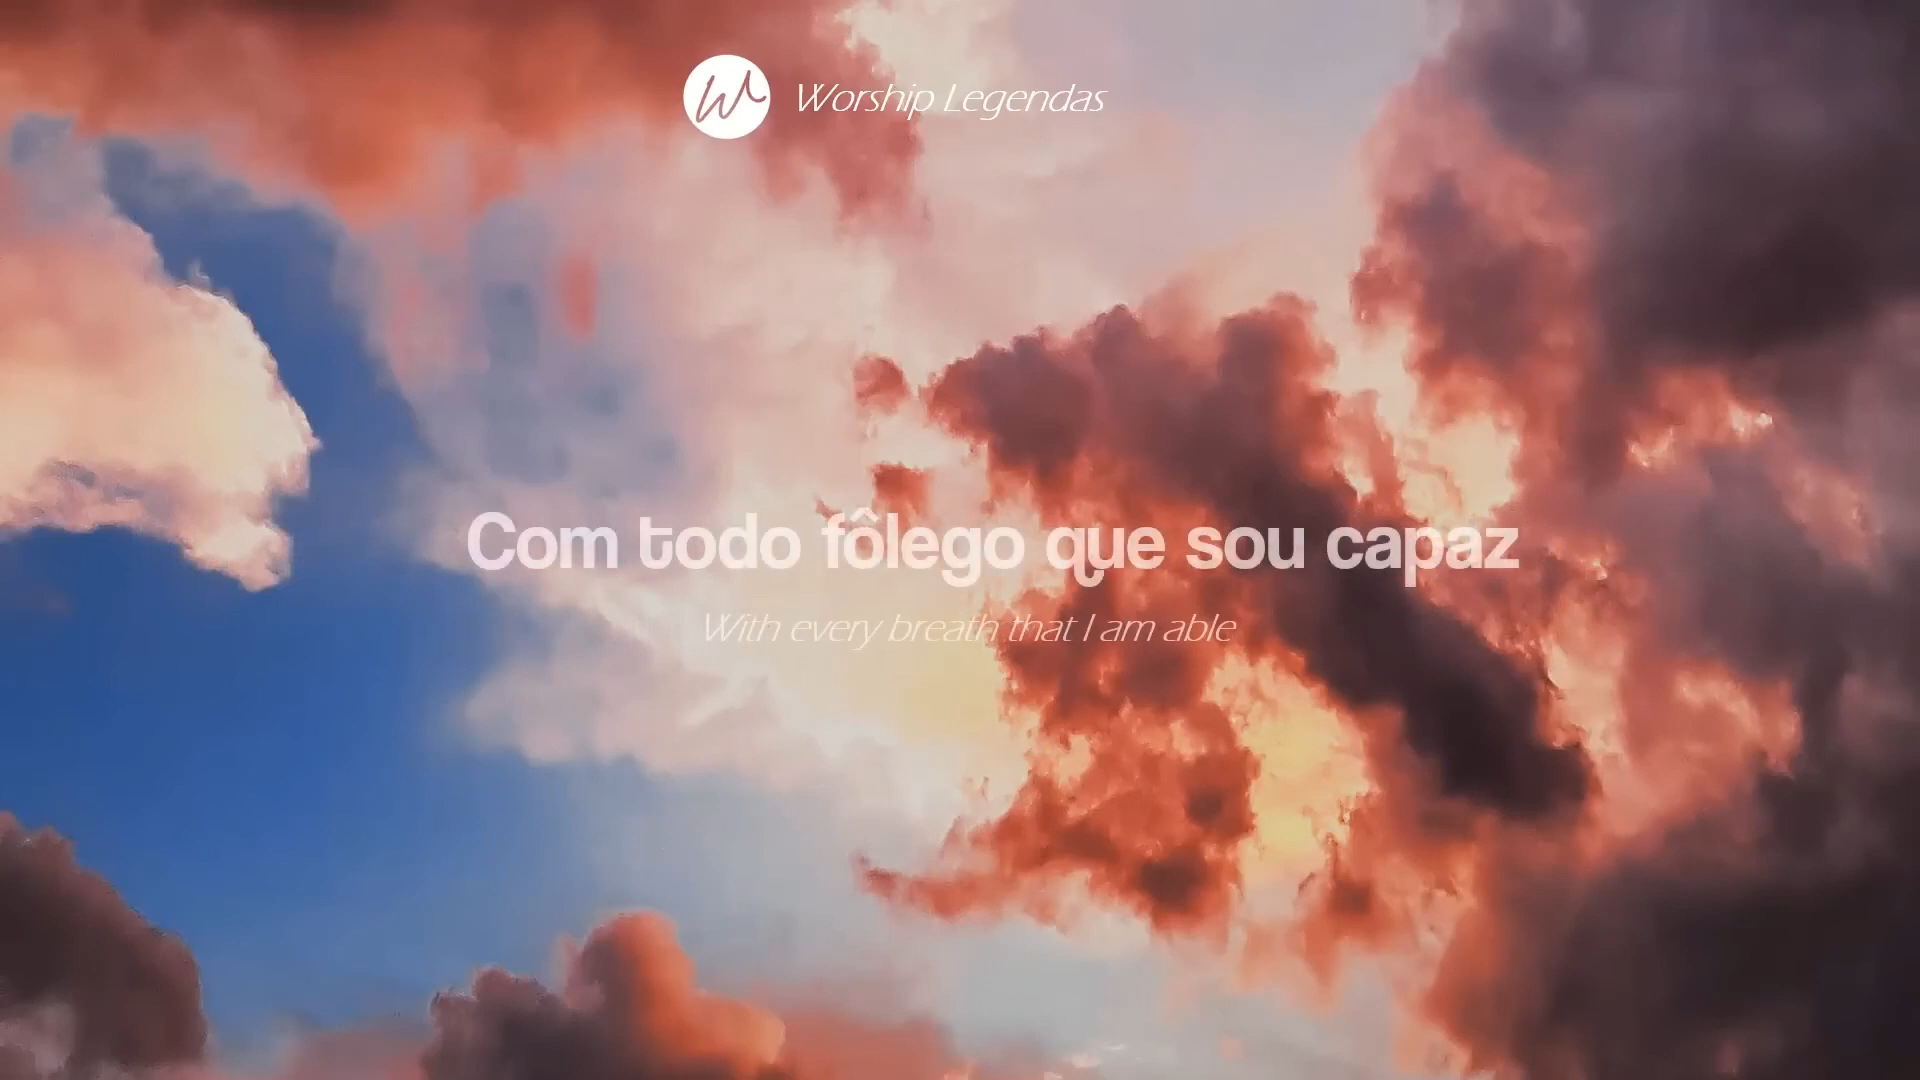 Worship Legendas
Com todo fôlego que sou capaz
With every breath that I am able